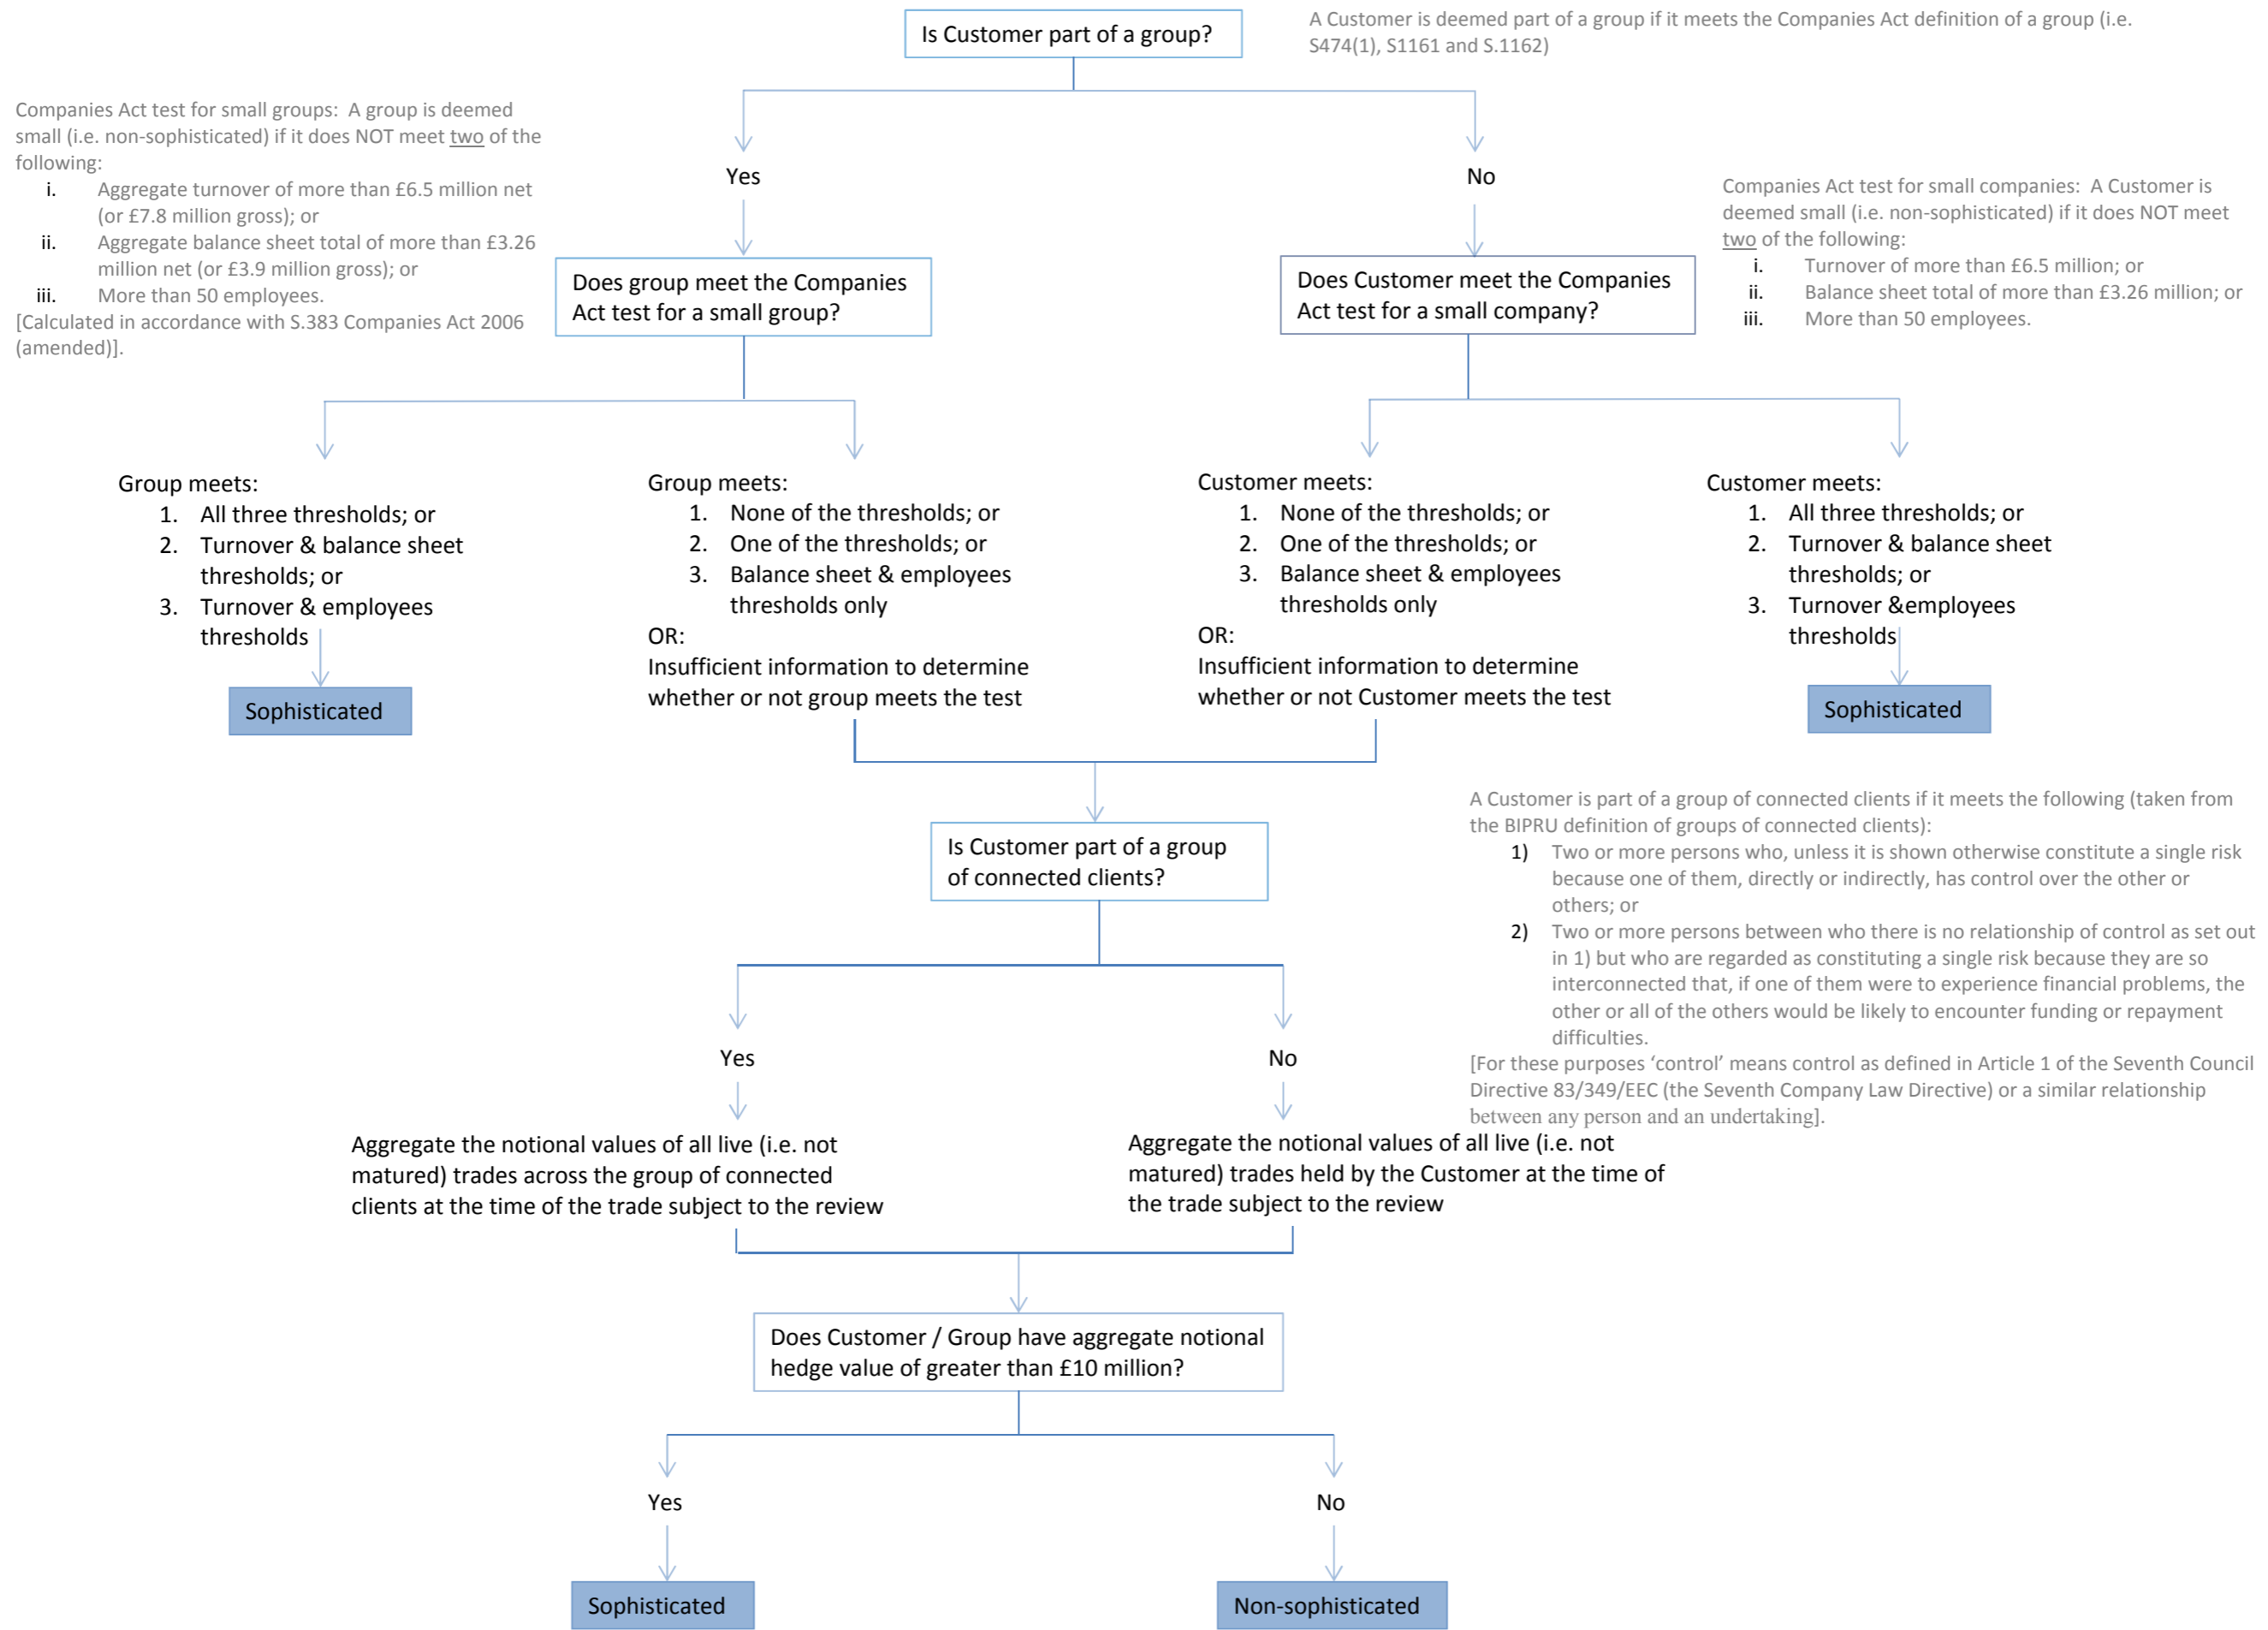 Is Customer part of a group?
A Customer is deemed part of a group if it meets the Companies Act definition of a group (i.e.
S474(1), S1161 and S.1162)
Companies Act test for small groups: A group is deemed
small (i.e. non-sophisticated) if it does NOT meet two of the
following:
i. Aggregate turnover of more than £6.5 million net
(or £7.8 million gross); or
ii. Aggregate balance sheet total of more than £3.26
million net (or £3.9 million gross); or
iii. More than 50 employees.
[Calculated in accordance with S.383 Companies Act 2006
(amended)].
Yes
No
Companies Act test for small companies: A Customer is
deemed small (i.e. non-sophisticated) if it does NOT meet
two of the following:
i. Turnover of more than £6.5 million; or
ii. Balance sheet total of more than £3.26 million; or
iii. More than 50 employees.
Does group meet the Companies
Act test for a small group?
Does Customer meet the Companies
Act test for a small company?
Group meets:
1. All three thresholds; or
2. Turnover & balance sheet
thresholds; or
3. Turnover & employees
thresholds
Sophisticated
Group meets:
1. None of the thresholds; or
2. One of the thresholds; or
3. Balance sheet & employees
thresholds only
OR:
Insufficient information to determine
whether or not group meets the test
Customer meets:
1. None of the thresholds; or
2. One of the thresholds; or
3. Balance sheet & employees
thresholds only
OR:
Insufficient information to determine
whether or not Customer meets the test
Customer meets:
1. All three thresholds; or
2. Turnover & balance sheet
thresholds; or
3. Turnover &employees
thresholds
Sophisticated
Is Customer part of a group
of connected clients?
A Customer is part of a group of connected clients if it meets the following (taken from
the BIPRU definition of groups of connected clients):
1) Two or more persons who, unless it is shown otherwise constitute a single risk
because one of them, directly or indirectly, has control over the other or
others; or
2) Two or more persons between who there is no relationship of control as set out
in 1) but who are regarded as constituting a single risk because they are so
interconnected that, if one of them were to experience financial problems, the
other or all of the others would be likely to encounter funding or repayment
difficulties.
[For these purposes ‘control’ means control as defined in Article 1 of the Seventh Council
Directive 83/349/EEC (the Seventh Company Law Directive) or a similar relationship
between any person and an undertaking].
Yes
No
Aggregate the notional values of all live (i.e. not
matured) trades across the group of connected
clients at the time of the trade subject to the review
Aggregate the notional values of all live (i.e. not
matured) trades held by the Customer at the time of
the trade subject to the review
Does Customer / Group have aggregate notional
hedge value of greater than £10 million?
Yes
No
Sophisticated
Non-sophisticated